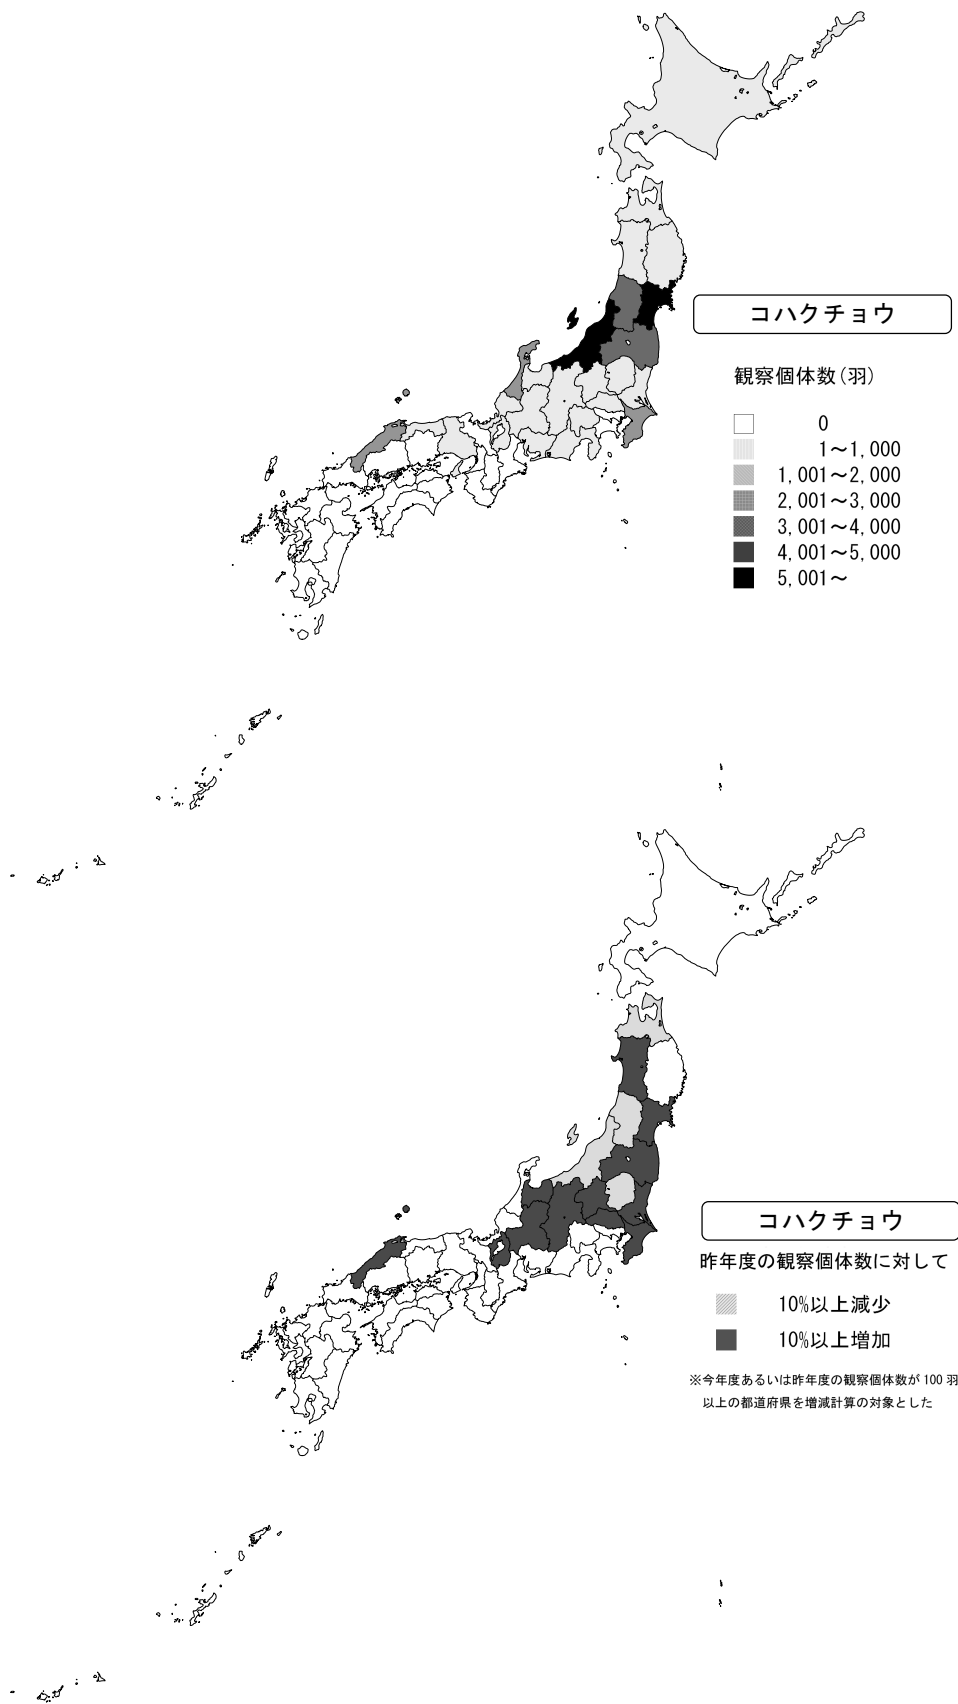 コハクチョウ
観察個体数(羽)
0
1~1,000
1,001~2,000
2,001~3,000
3,001~4,000
4,001~5,000
5,001~
コハクチョウ
昨年度の観察個体数に対して
10%以上減少
10%以上増加
※今年度あるいは昨年度の観察個体数が100羽
以上の都道府県を増減計算の対象とした